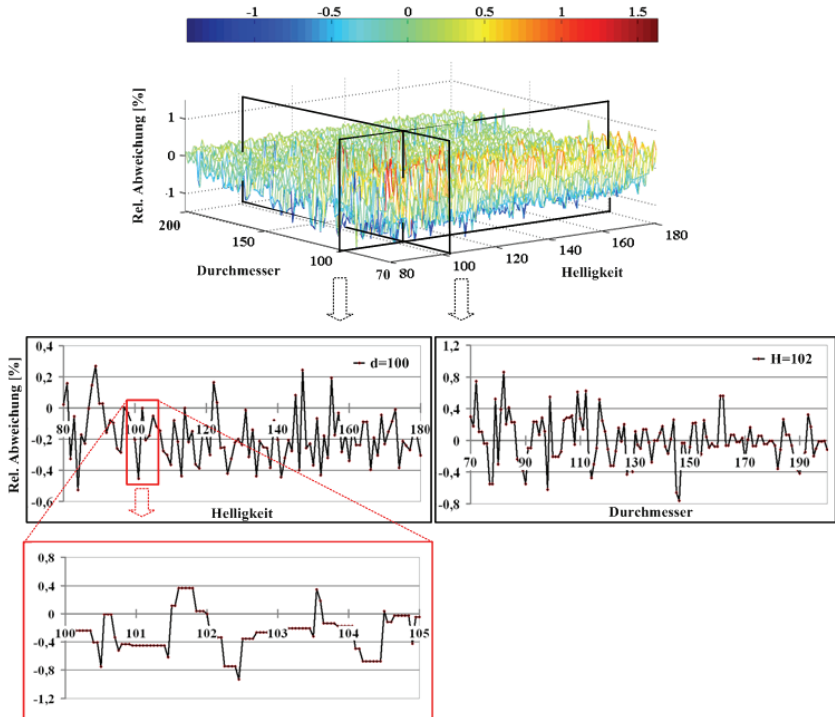 -1 -0.5 0 0.5 1 1.5
Rel. Abweichung [%]
1
0
-1
200
150
100
70
Durchmesser
80
100
120
140
160
180
Helligkeit
Rel. Abweichung [%]
0,4
0,2
0
-0,2
-0,4
-0,6
80 100 120 140 160 180
d=100
Helligkeit
1,2
0,8
0,4
0
-0,4
-0,8
70 90 110 130 150 170 190
H=102
Durchmesser
0,8
0,4
0
-0,4
-0,8
-1,2
100 101 102 103 104 105